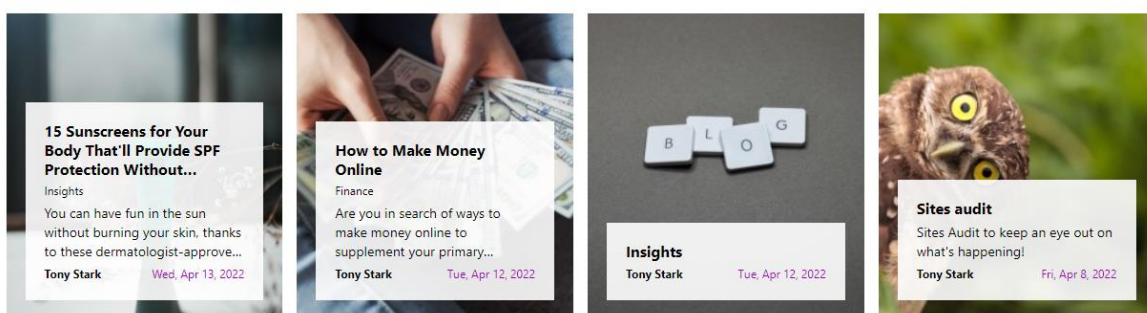 15 Sunscreens for Your
Body That'll Provide SPF
Protection Without...
Insights
You can have fun in the sun
without burning your skin, thanks
to these dermatologist-approve...
Tony Stark Wed, Apr 13, 2022
How to Make Money
Online
Finance
Are you in search of ways to
make money online to
supplement your primary...
Tony Stark Tue, Apr 12, 2022
B L O G
Insights
Tony Stark Tue, Apr 12, 2022
Sites audit
Sites Audit to keep an eye out on
what's happening!
Tony Stark Fri, Apr 8, 2022